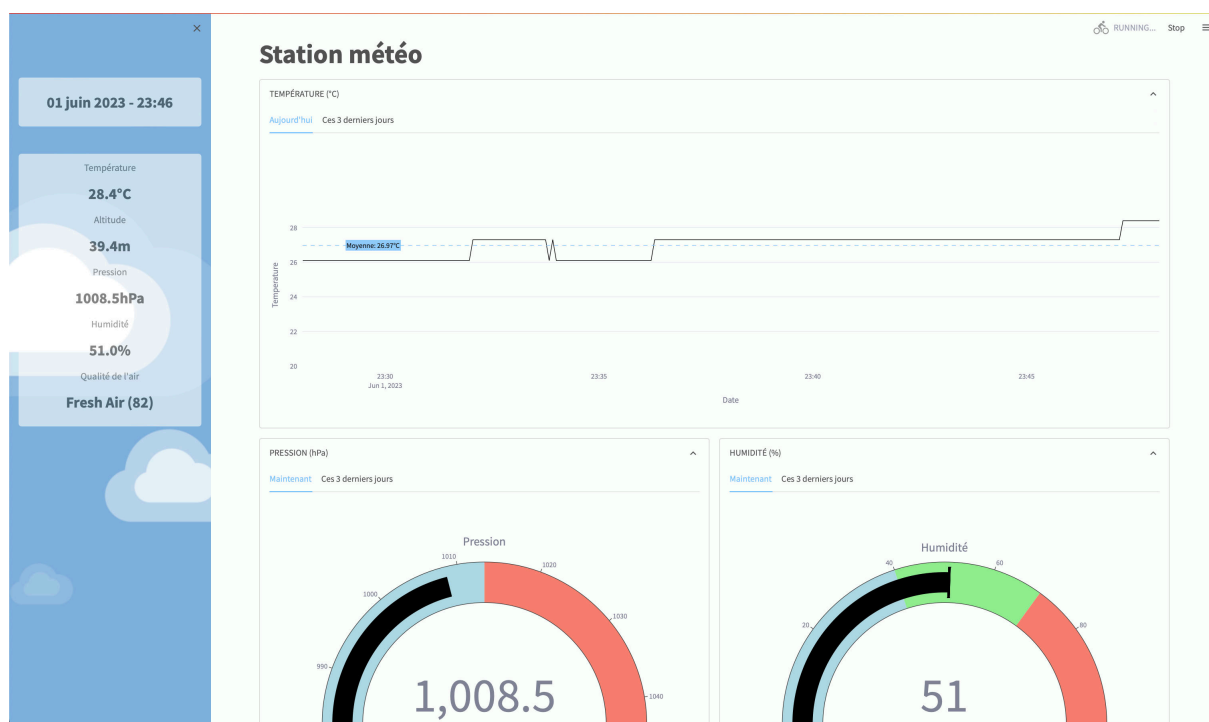 ×
RUNNING...
Stop
01 juin 2023 - 23:46
Température
28.4°C
Altitude
39.4m
Pression
1008.5hPa
Humidité
51.0%
Qualité de l'air
Fresh Air (82)
Station météo
TEMPÉRATURE (°C)
Aujourd'hui Ces 3 derniers jours
28
Moyenne: 26.97°C
26
24
22
20
Temperature
23:30 23:35 23:40 23:45
Jun 1, 2023
Date
PRESSION (hPa)
Maintenant Ces 3 derniers jours
Pression
990
1000
1010
1020
1030
1040
1,008.5
HUMIDITÉ (%)
Maintenant Ces 3 derniers jours
Humidité
20
40
60
80
51